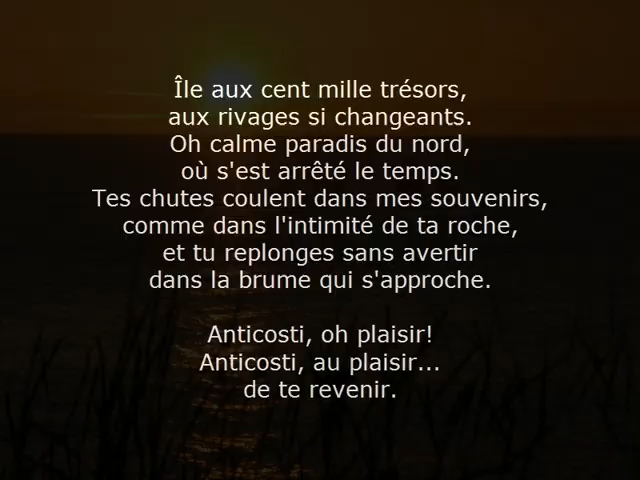 Île aux cent mille trésors,
aux rivages si changeants.
Oh calme paradis du nord,
où s'est arrêté le temps.
Tes chutes coulent dans mes souvenirs,
comme dans l'intimité de ta roche,
et tu replonges sans avertir
dans la brume qui s'approche.
Anticosti, oh plaisir!
Anticosti, au plaisir...
de te revenir.